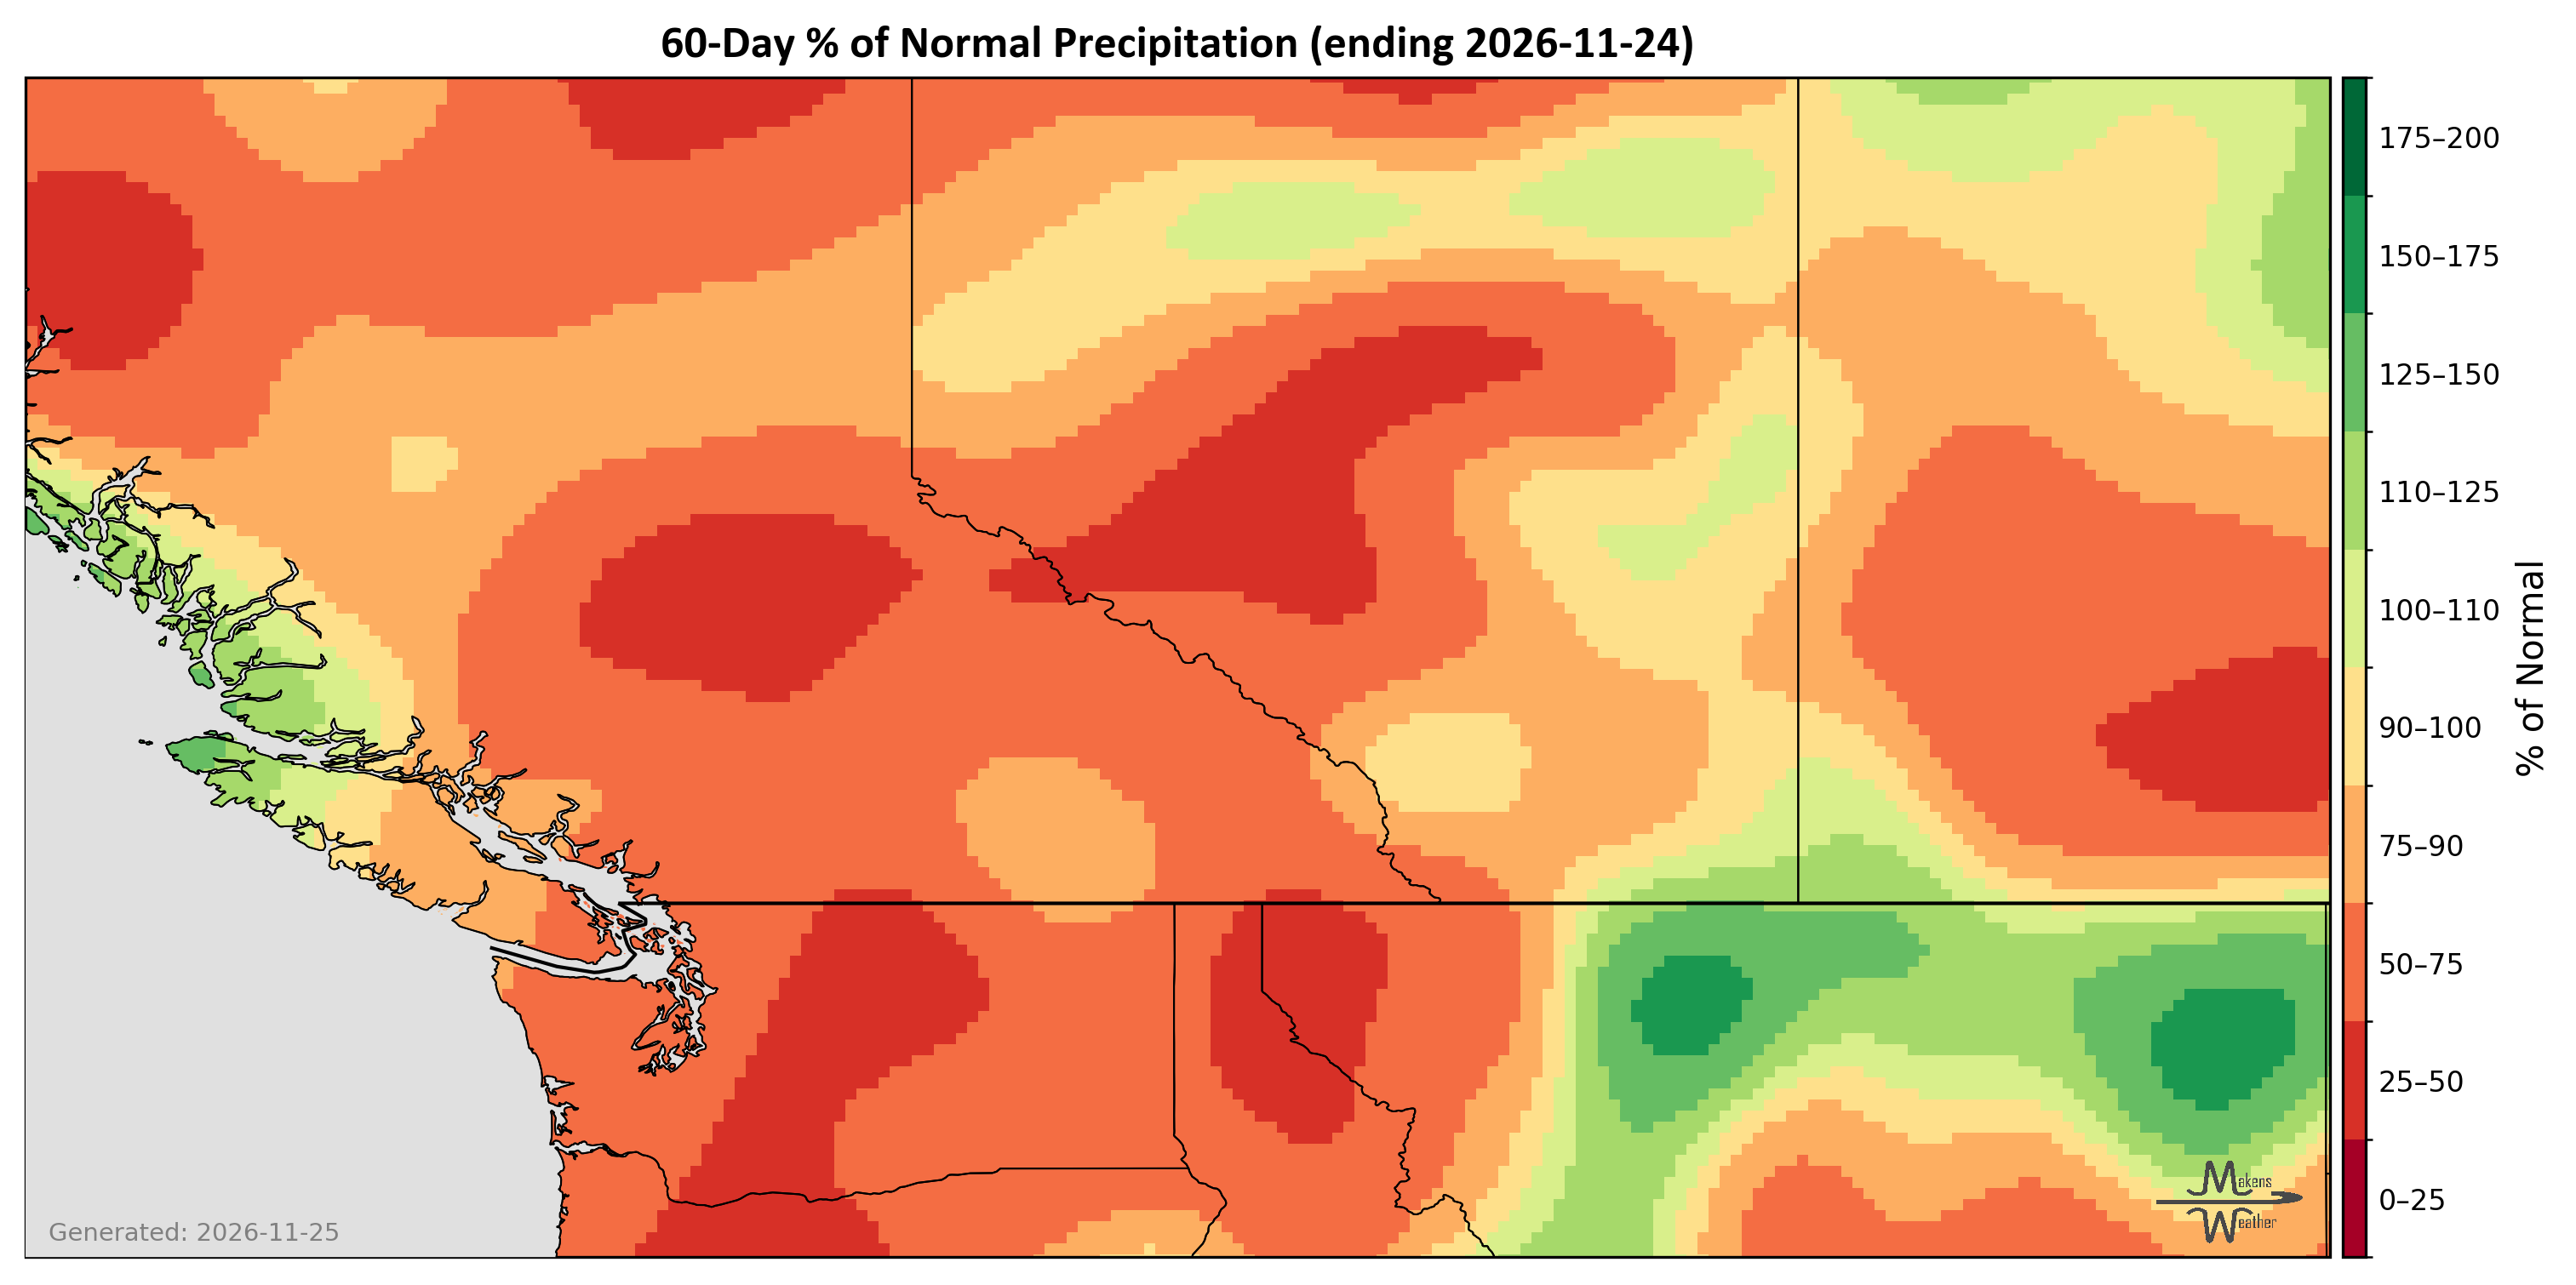 60-Day % of Normal Precipitation (ending 2026-11-24)
175–200
150–175
125–150
110–125
100–110
90–100
75–90
50–75
25–50
0–25
% of Normal
Generated: 2026-11-25
Makens
Weather